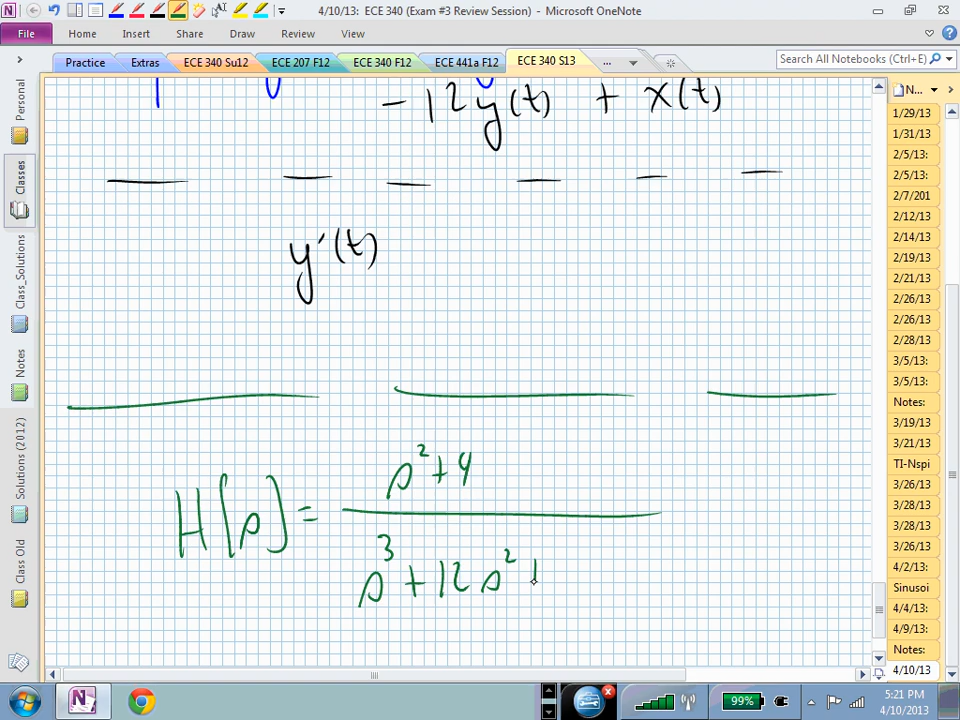 4/10/13: ECE 340 (Exam #3 Review Session) - Microsoft OneNote
File Home Insert Share Draw Review View
Practice Extras ECE 340 Su12 ECE 207 F12 ECE 340 F12 ECE 441a F12 ECE 340 S13 ...
Search All Notebooks (Ctrl+E)
Personal
Classes
Class_Solutions
Notes
Solutions (2012)
Class Old
- 12y(t) + x(t)
y'(t)
H(s) = 
s² + 4
s³ + 12s²
N...
1/29/13
1/31/13
2/5/13:
2/5/13:
2/7/201
2/12/13
2/14/13
2/19/13
2/21/13
2/26/13
2/26/13
2/28/13
3/5/13:
3/5/13:
Notes:
3/19/13
3/21/13
TI-Nspi
3/26/13
3/28/13
3/28/13
3/26/13
4/2/13:
Sinusoi
4/4/13:
4/9/13:
Notes:
4/10/13
99%
5:21 PM
4/10/2013